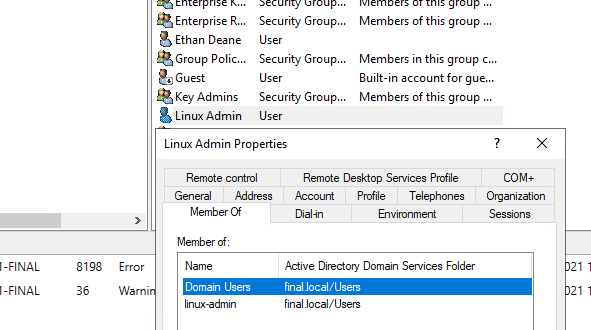 Enterprise K... Security Group... Members of this group ...
Enterprise R... Security Group... Members of this group ...
Ethan Deane User
Group Polic... Security Group... Members in this group c...
Guest User Built-in account for gue...
Key Admins Security Group... Members of this group ...
Linux Admin User
Linux Admin Properties ? ×
Remote control Remote Desktop Services Profile COM+
General Address Account Profile Telephones Organization
Member Of Dial-in Environment Sessions
Member of:
Name Active Directory Domain Services Folder
Domain Users final.local/Users
linux-admin final.local/Users
1-FINAL 8198 Error 021 1
1-FINAL 36 Warnin 021 1